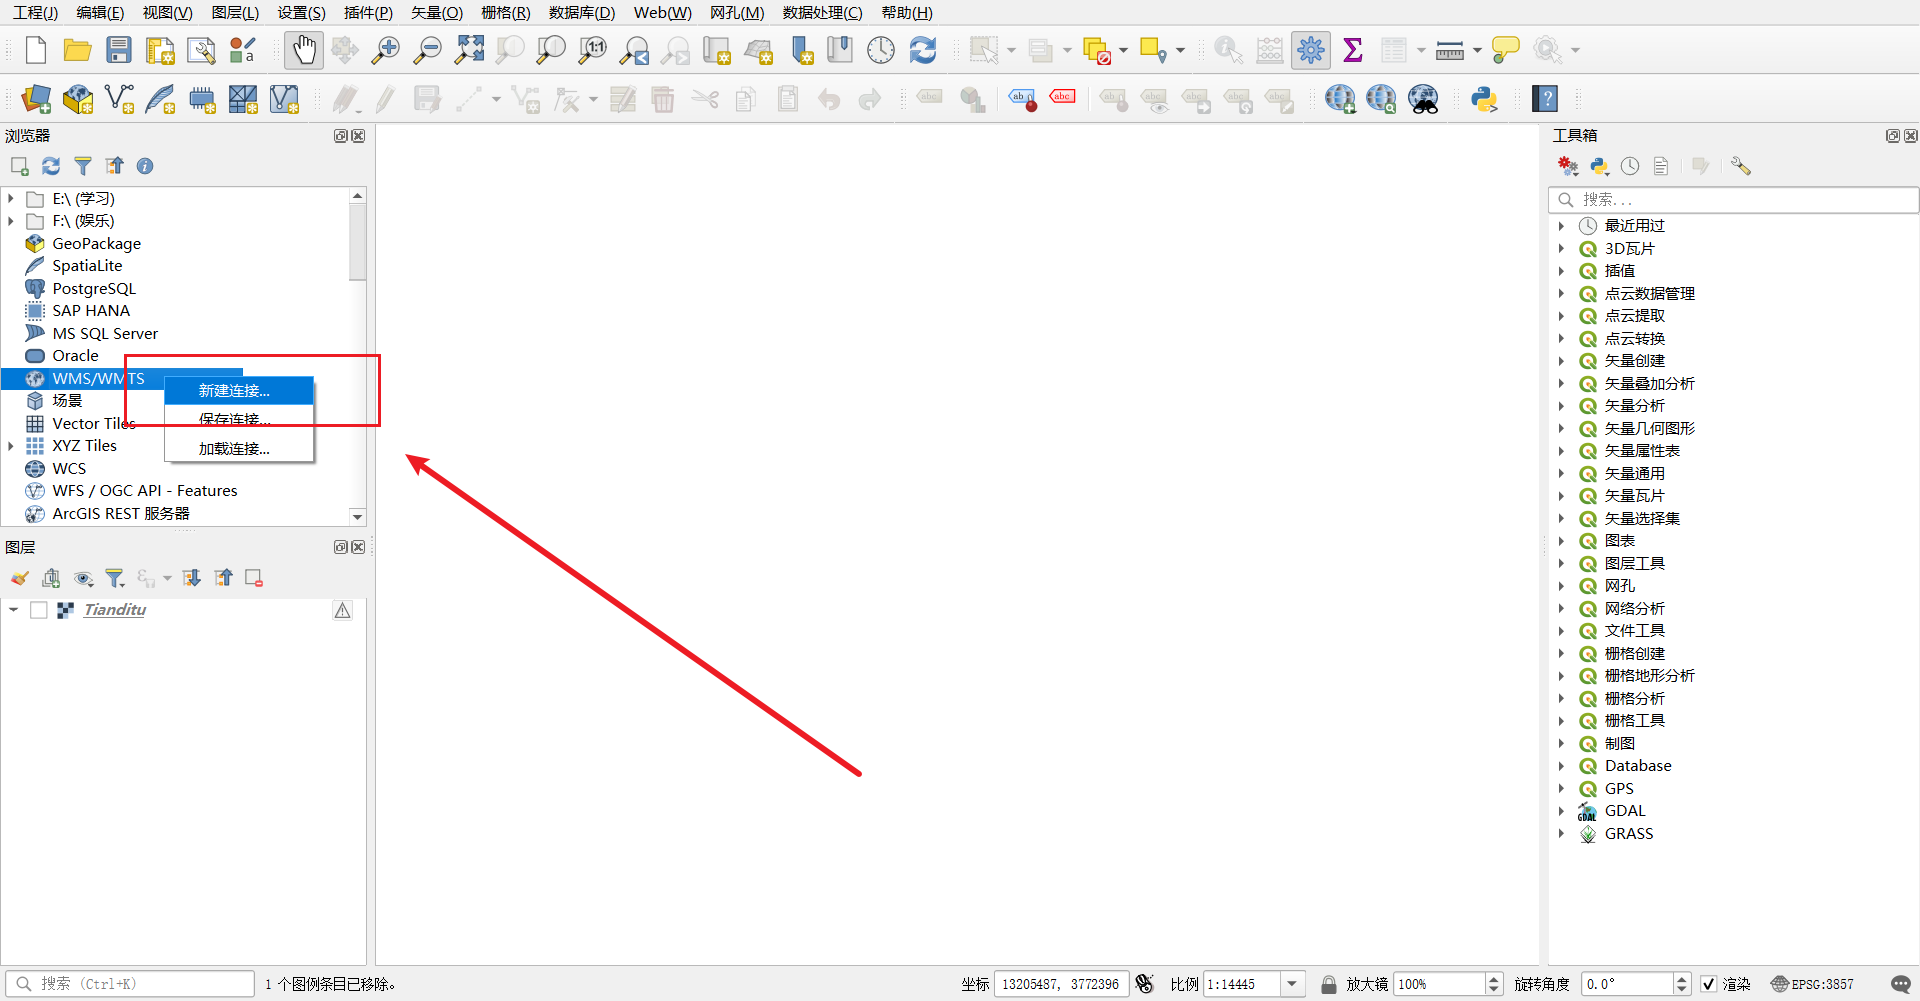 工程(J) 编辑(E) 视图(V) 图层(L) 设置(S) 插件(P) 矢量(O) 栅格(R) 数据库(D) Web(W) 网孔(M) 数据处理(C) 帮助(H)
浏览器
E:\ (学习)
F:\ (娱乐)
GeoPackage
SpatiaLite
PostgreSQL
SAP HANA
MS SQL Server
Oracle
WMS/WMTS
场景
Vector Tiles
XYZ Tiles
WCS
WFS / OGC API - Features
ArcGIS REST 服务器
新建连接...
保存连接...
加载连接...
图层
Tianditu
工具箱
搜索...
最近用过
3D瓦片
插值
点云数据管理
点云提取
点云转换
矢量创建
矢量叠加分析
矢量分析
矢量几何图形
矢量属性表
矢量通用
矢量瓦片
矢量选择集
图表
图层工具
网孔
网络分析
文件工具
栅格创建
栅格地形分析
栅格分析
栅格工具
制图
Database
GPS
GDAL
GRASS
搜索 (Ctrl+K) 1 个图例条目已移除。 坐标 13205487, 3772396 比例 1:14445 放大镜 100% 旋转角度 0.0° 渲染 EPSG:3857